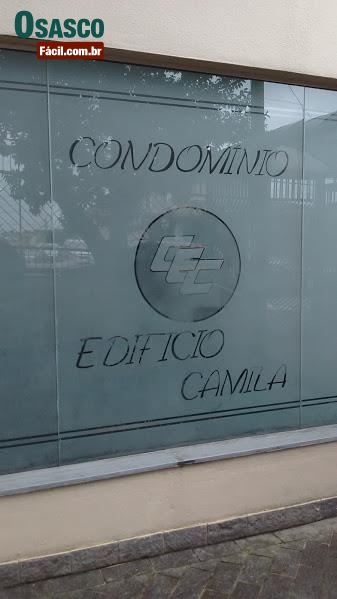 OSASCO
Fácil.com.br
CONDOMINIO
CEC
EDIFICIO
CAMILA